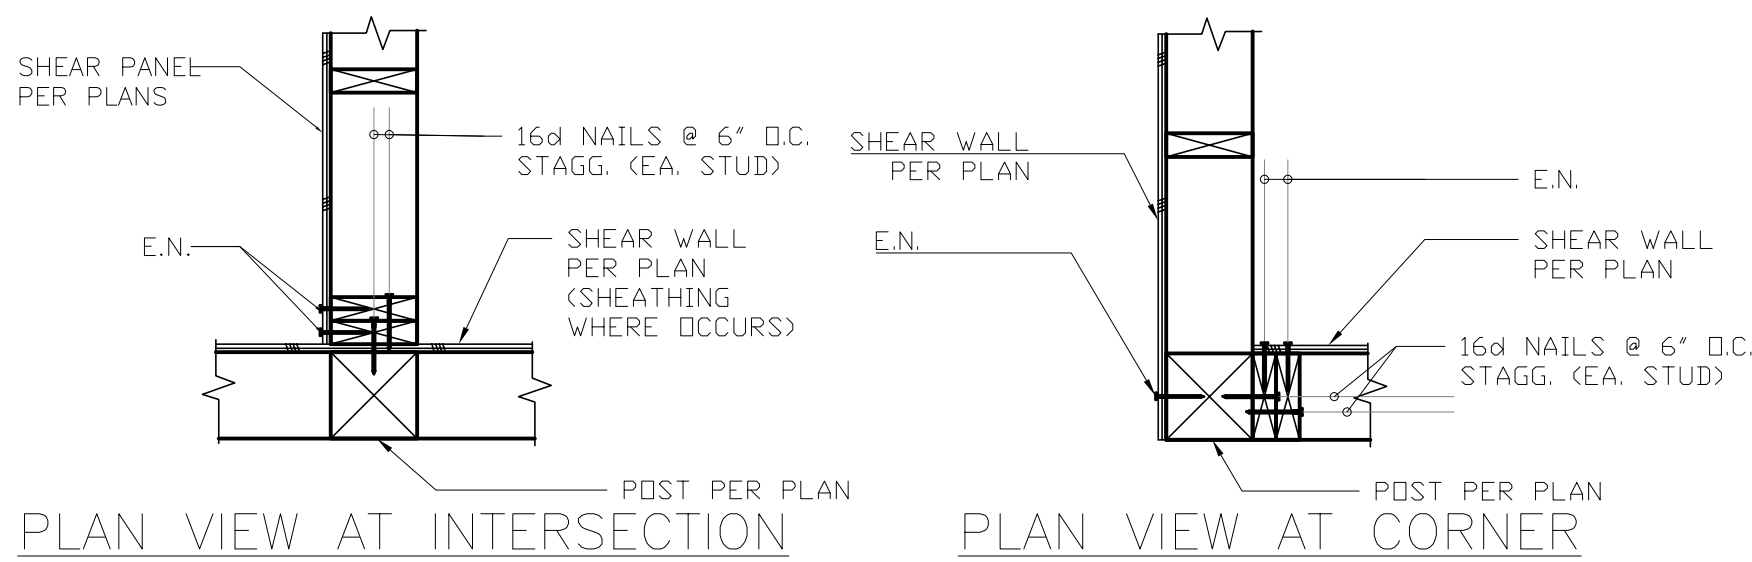 SHEAR PANEL
PER PLANS
16d NAILS @ 6" O.C.
STAGG. (EA. STUD)
E.N.
SHEAR WALL
PER PLAN
(SHEATHING
WHERE OCCURS)
POST PER PLAN
PLAN VIEW AT INTERSECTION
SHEAR WALL
PER PLAN
E.N.
E.N.
SHEAR WALL
PER PLAN
16d NAILS @ 6" O.C.
STAGG. (EA. STUD)
POST PER PLAN
PLAN VIEW AT CORNER